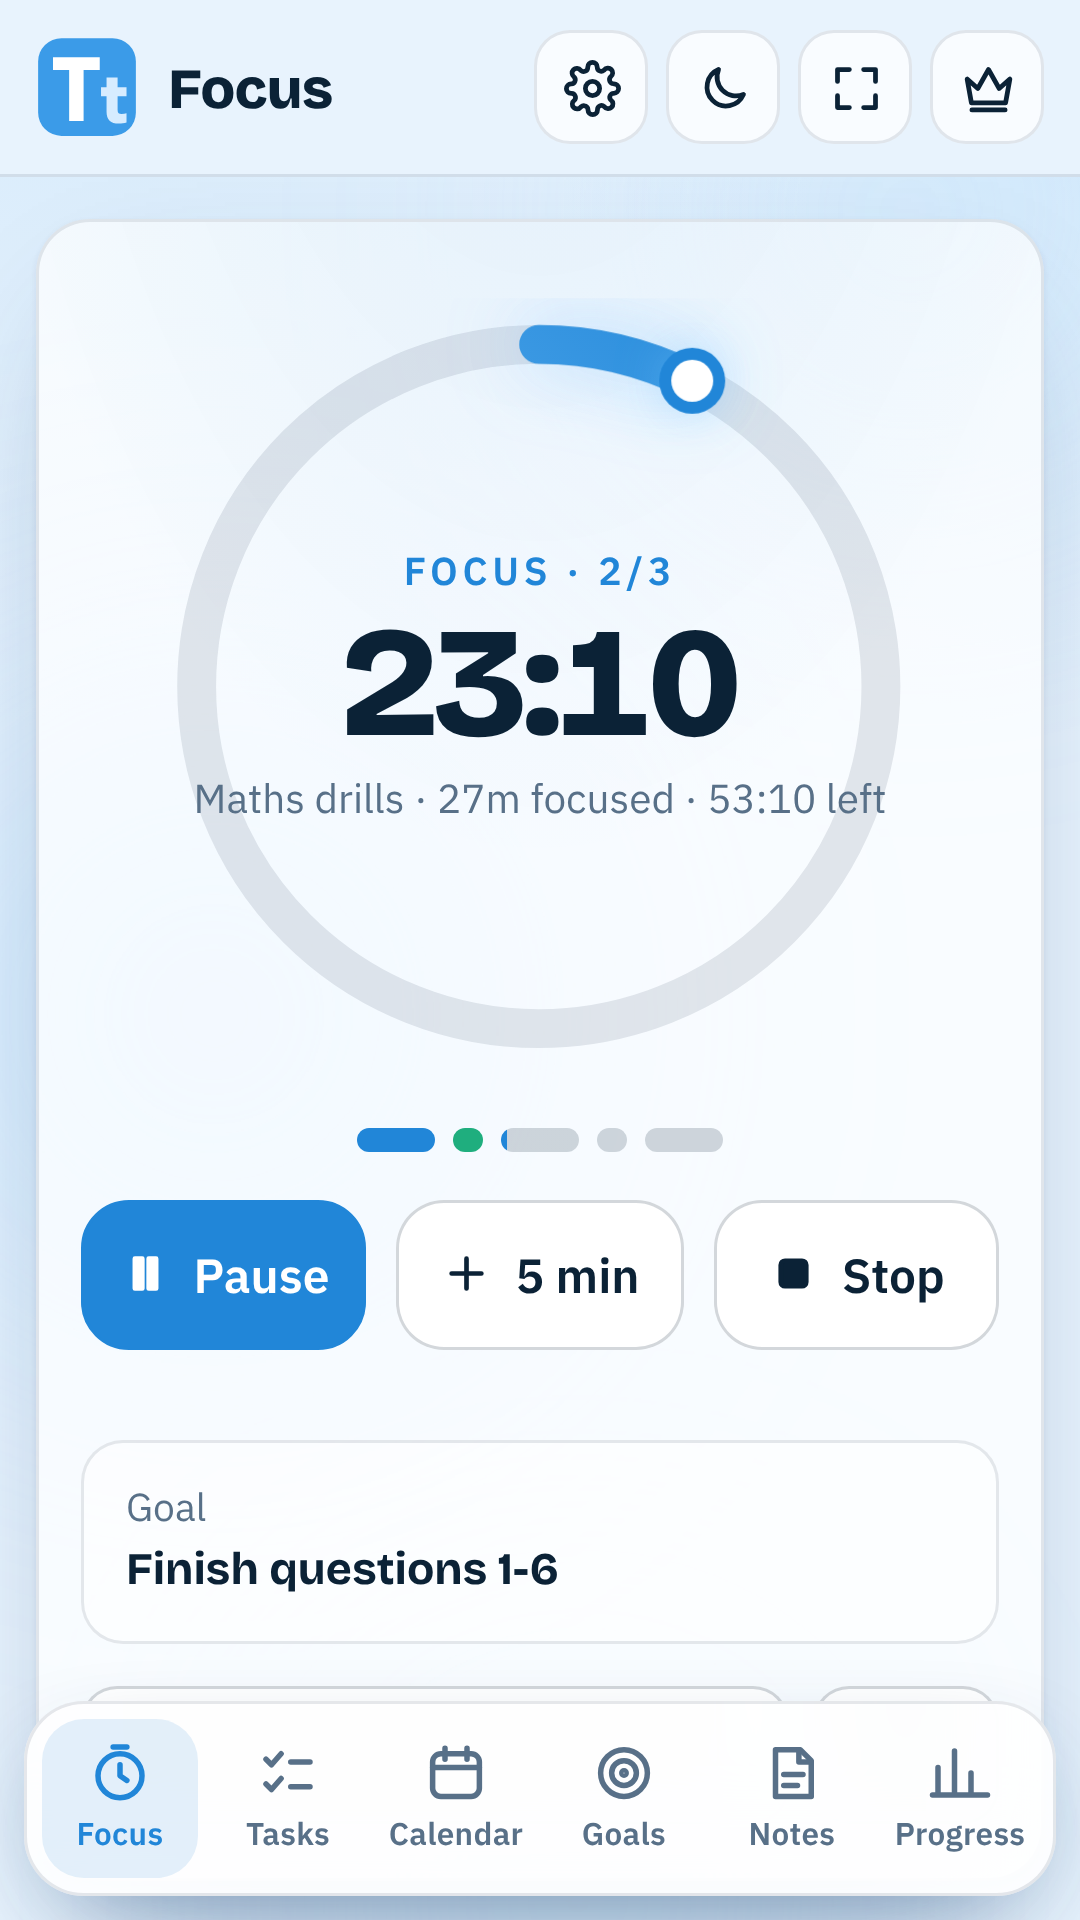 Tt
Focus
FOCUS · 2/3
23:10
Maths drills · 27m focused · 53:10 left
Pause
5 min
Stop
Goal
Finish questions 1-6
Focus
Tasks
Calendar
Goals
Notes
Progress